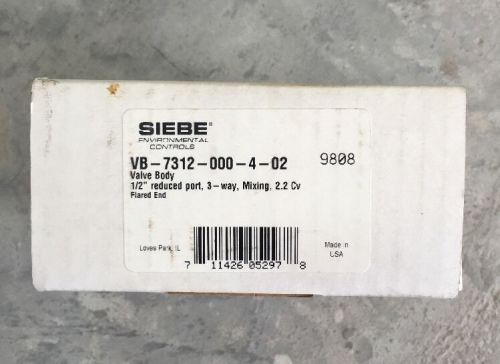 SIEBE
ENVIRONMENTAL
CONTROLS
VB-7312-000-4-02 9808
Valve Body
1/2" reduced port, 3-way, Mixing, 2.2 Cv
Flared End
Loves Park, IL
Made in
USA
7 11426 05297 8